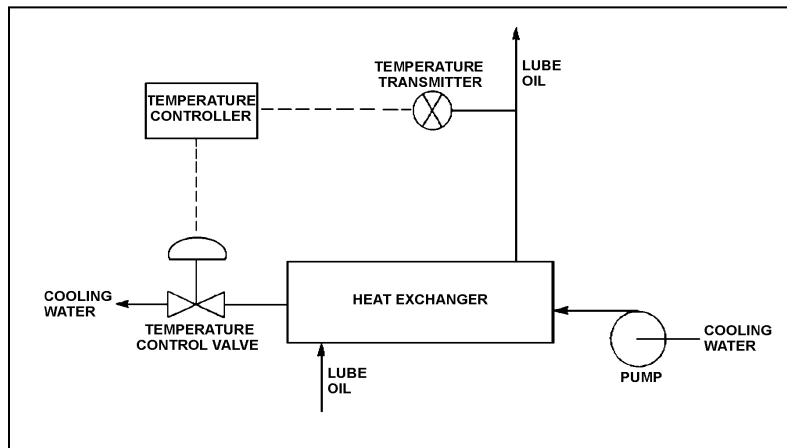 TEMPERATURE
TRANSMITTER
LUBE
OIL
TEMPERATURE
CONTROLLER
HEAT EXCHANGER
COOLING
WATER
TEMPERATURE
CONTROL VALVE
COOLING
WATER
PUMP
LUBE
OIL